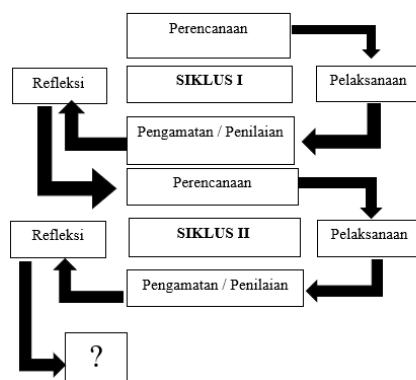 Perencanaan
Refleksi
SIKLUS I
Pelaksanaan
Pengamatan / Penilaian
Perencanaan
Refleksi
SIKLUS II
Pelaksanaan
Pengamatan / Penilaian
?